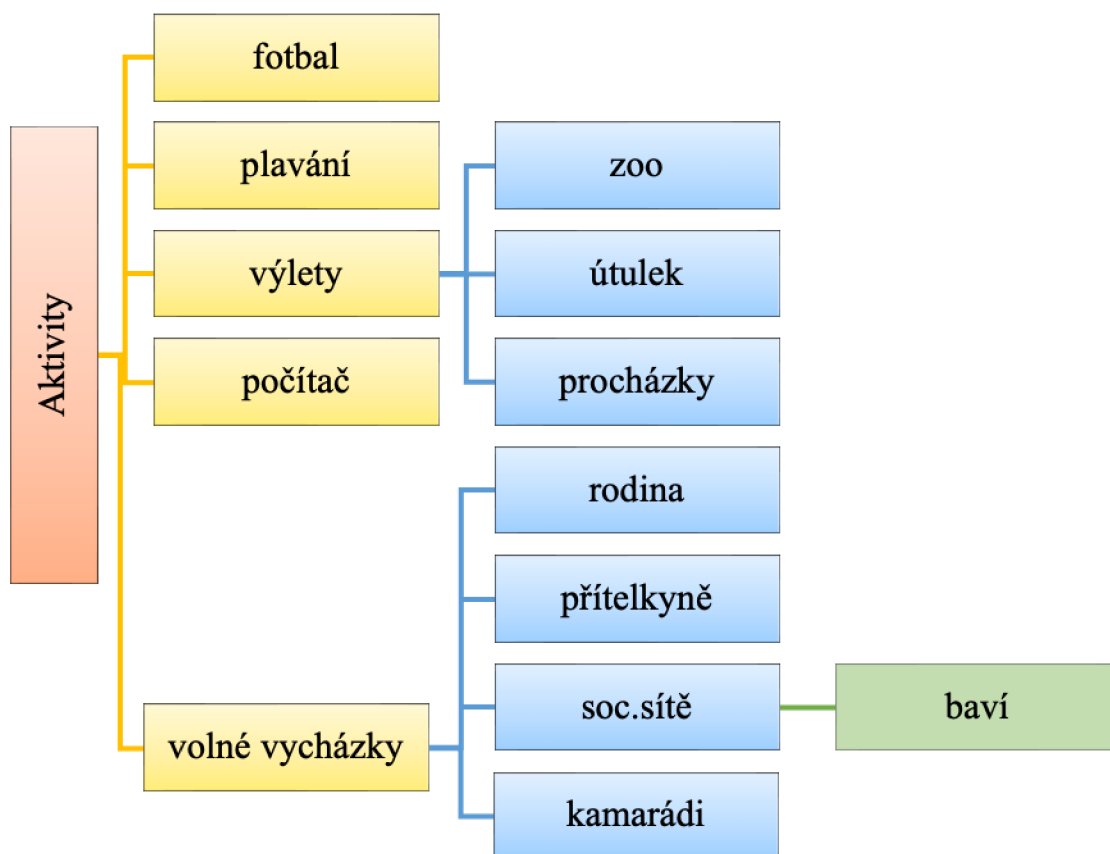 Aktivity
fotbal
plavání
výlety
zoo
útulek
procházky
počítač
volné vycházky
rodina
přítelkyně
soc.sítě
baví
kamarádi